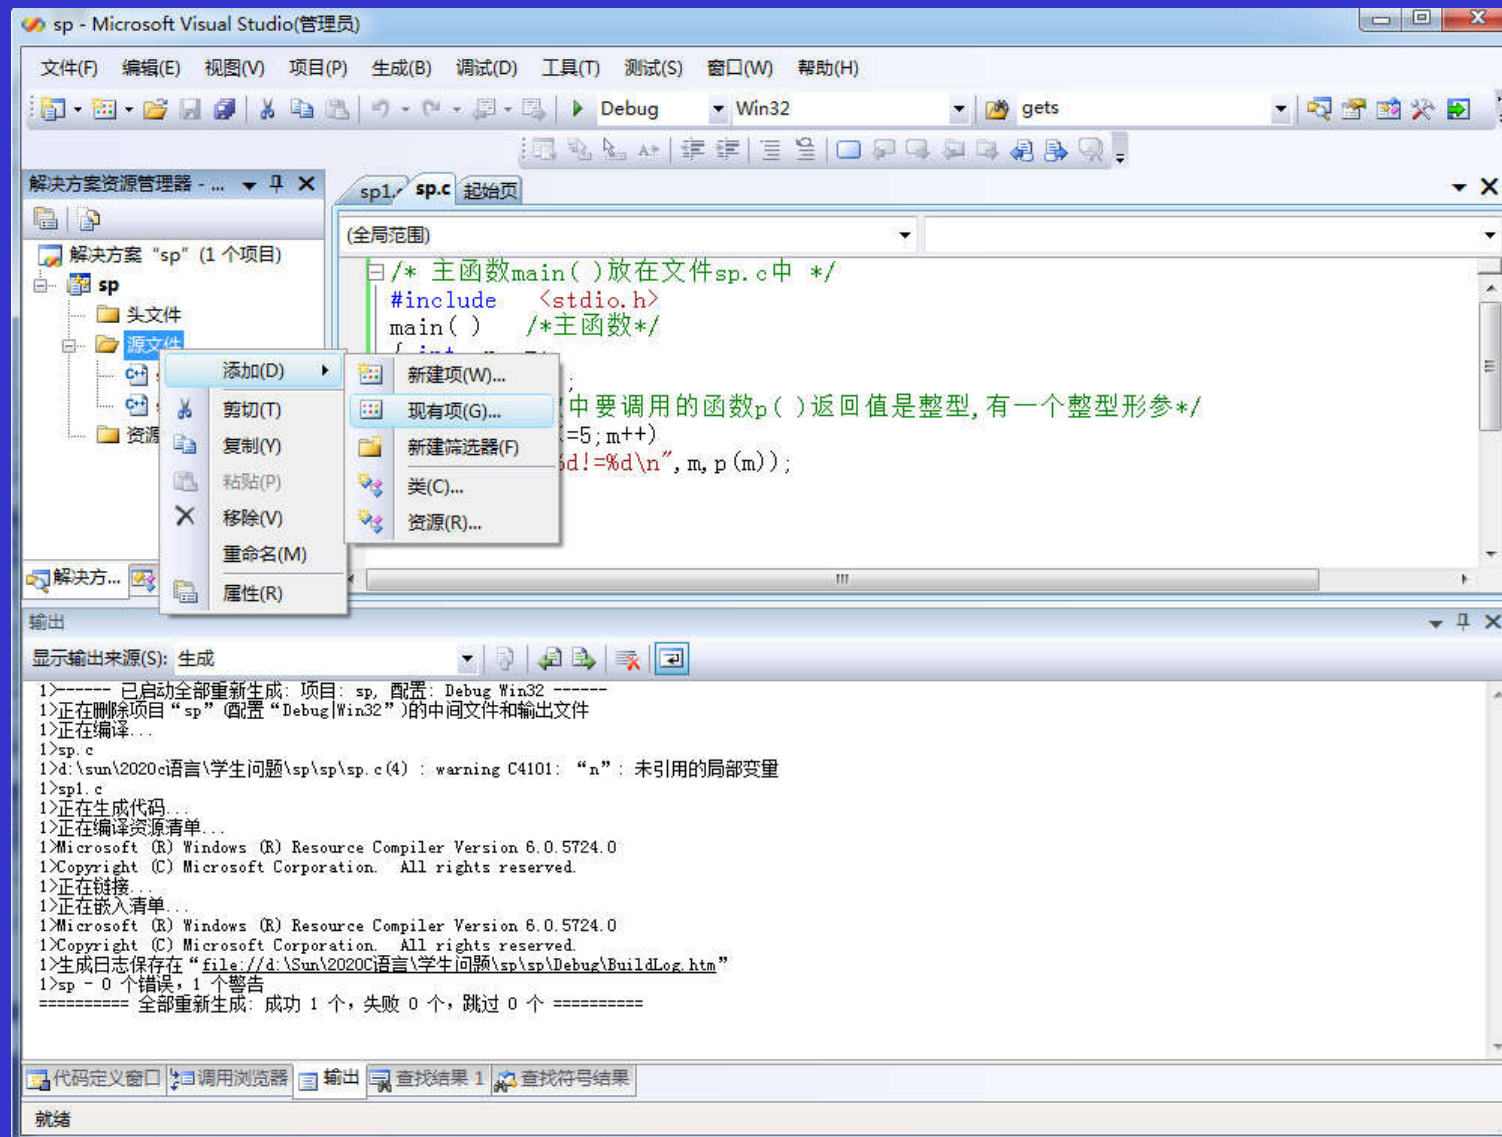 sp - Microsoft Visual Studio(管理员)
文件(F) 编辑(E) 视图(V) 项目(P) 生成(B) 调试(D) 工具(T) 测试(S) 窗口(W) 帮助(H)
Debug Win32 gets
解决方案资源管理器 - ...
sp1. sp.c 起始页
(全局范围)
解决方案 “sp” (1 个项目)
sp
头文件
源文件
资源
/* 主函数main( )放在文件sp.c中 */
#include <stdio.h>
main( ) /*主函数*/
;
中要调用的函数p( )返回值是整型,有一个整型形参*/
=5;m++)
%d!=%d\n",m,p(m));
添加(D)
剪切(T)
复制(Y)
粘贴(P)
移除(V)
重命名(M)
属性(R)
新建项(W)...
现有项(G)...
新建筛选器(F)
类(C)...
资源(R)...
解决方...
输出
显示输出来源(S): 生成
1>------ 已启动全部重新生成: 项目: sp, 配置: Debug Win32 ------
1>正在删除项目“sp”(配置“Debug|Win32”)的中间文件和输出文件
1>正在编译...
1>sp.c
1>d:\sun\2020c语言\学生问题\sp\sp\sp.c(4) : warning C4101: “n”: 未引用的局部变量
1>sp1.c
1>正在生成代码...
1>正在编译资源清单...
1>Microsoft (R) Windows (R) Resource Compiler Version 6.0.5724.0
1>Copyright (C) Microsoft Corporation. All rights reserved.
1>正在链接...
1>正在嵌入清单...
1>Microsoft (R) Windows (R) Resource Compiler Version 6.0.5724.0
1>Copyright (C) Microsoft Corporation. All rights reserved.
1>生成日志保存在“file://d:\Sun\2020C语言\学生问题\sp\sp\Debug\BuildLog.htm”
1>sp - 0 个错误，1 个警告
========== 全部重新生成: 成功 1 个，失败 0 个，跳过 0 个 ==========
代码定义窗口 调用浏览器 输出 查找结果 1 查找符号结果
就绪